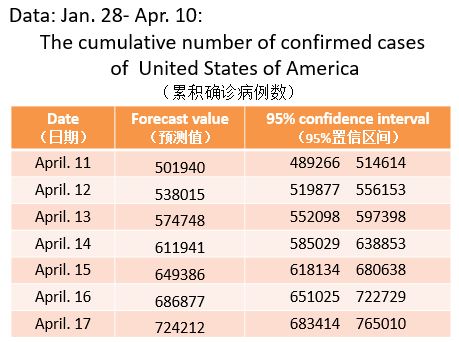 Data: Jan. 28- Apr. 10:
The cumulative number of confirmed cases
of United States of America
（累积确诊病例数）
Date Forecast value 95% confidence interval
（日期） （预测值） （95%置信区间）
April. 11 501940 489266 514614
April. 12 538015 519877 556153
April. 13 574748 552098 597398
April. 14 611941 585029 638853
April. 15 649386 618134 680638
April. 16 686877 651025 722729
April. 17 724212 683414 765010